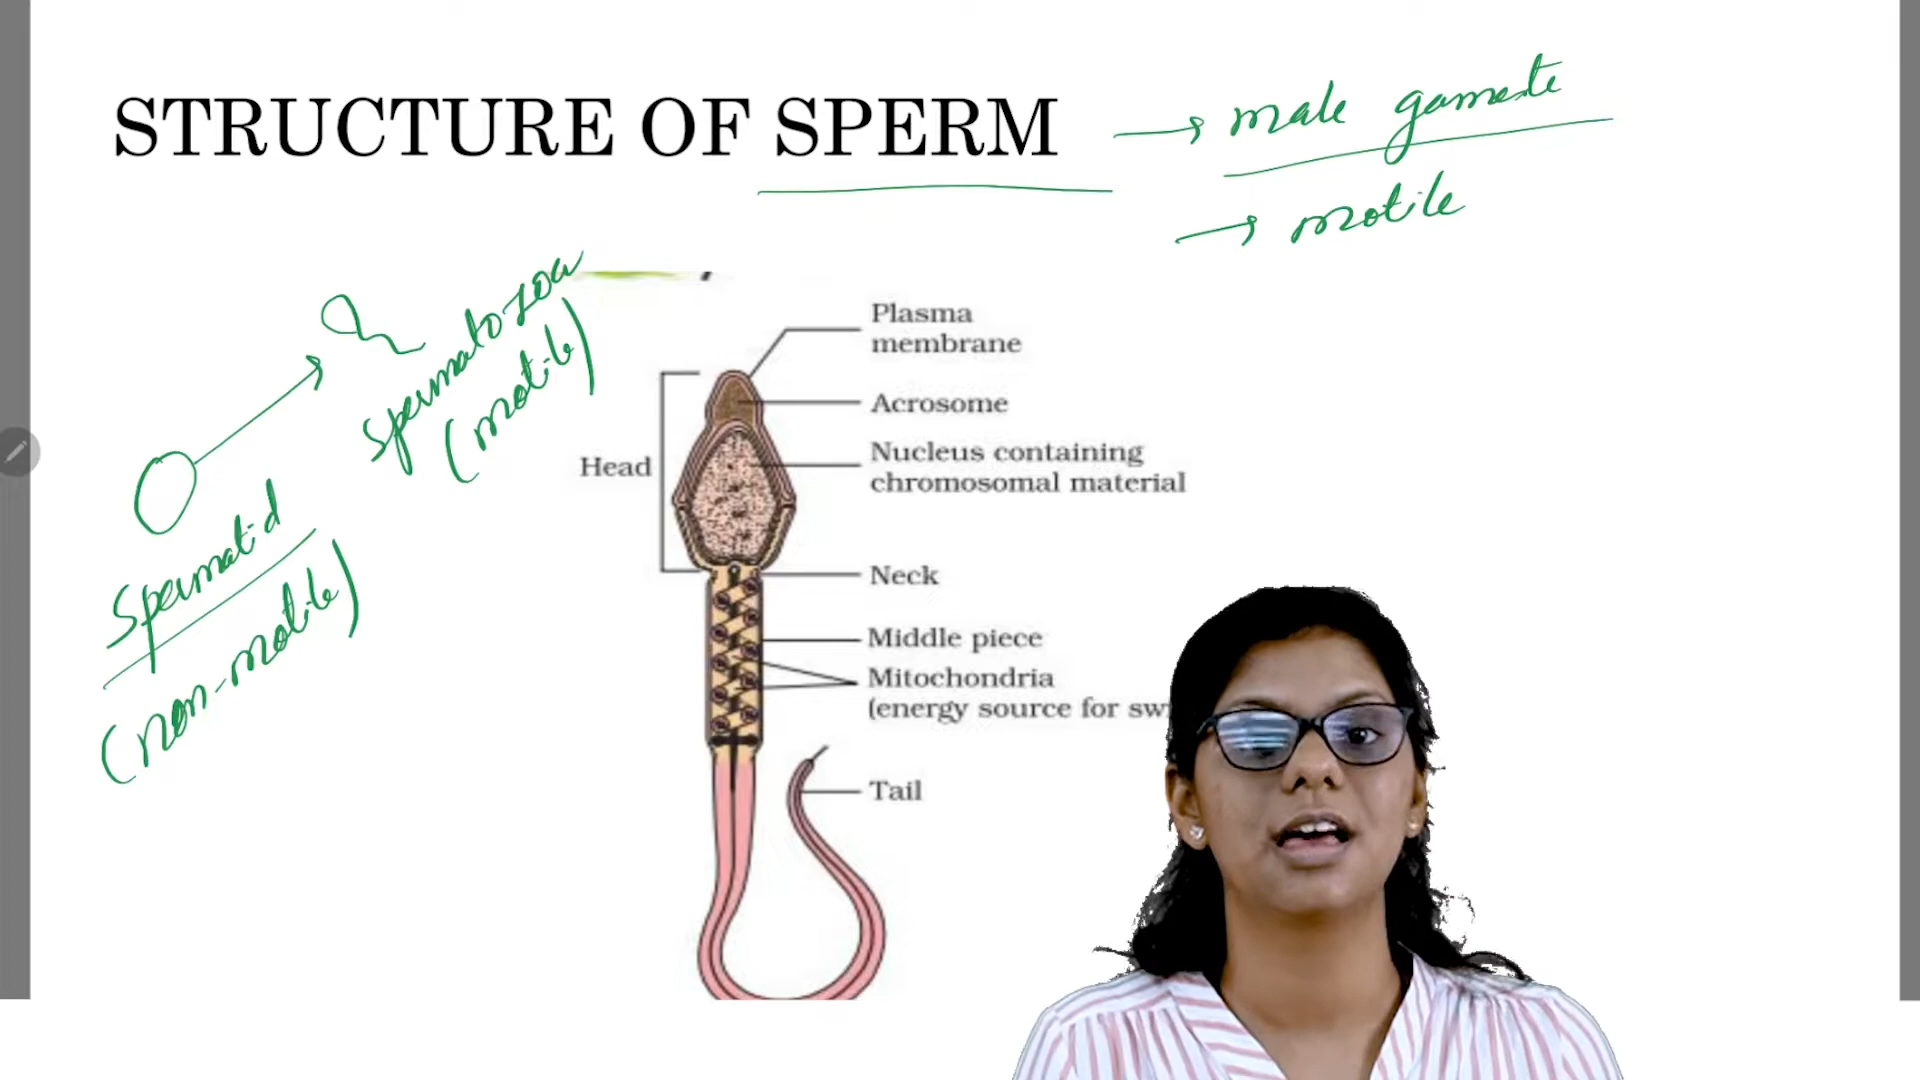 STRUCTURE OF SPERM
→ male gamete
→ motile
spermatozoa
(motile)
Spermatid
(non-motile)
Plasma
membrane
Acrosome
Nucleus containing
chromosomal material
Head
Neck
Middle piece
Mitochondria
(energy source for sw
Tail